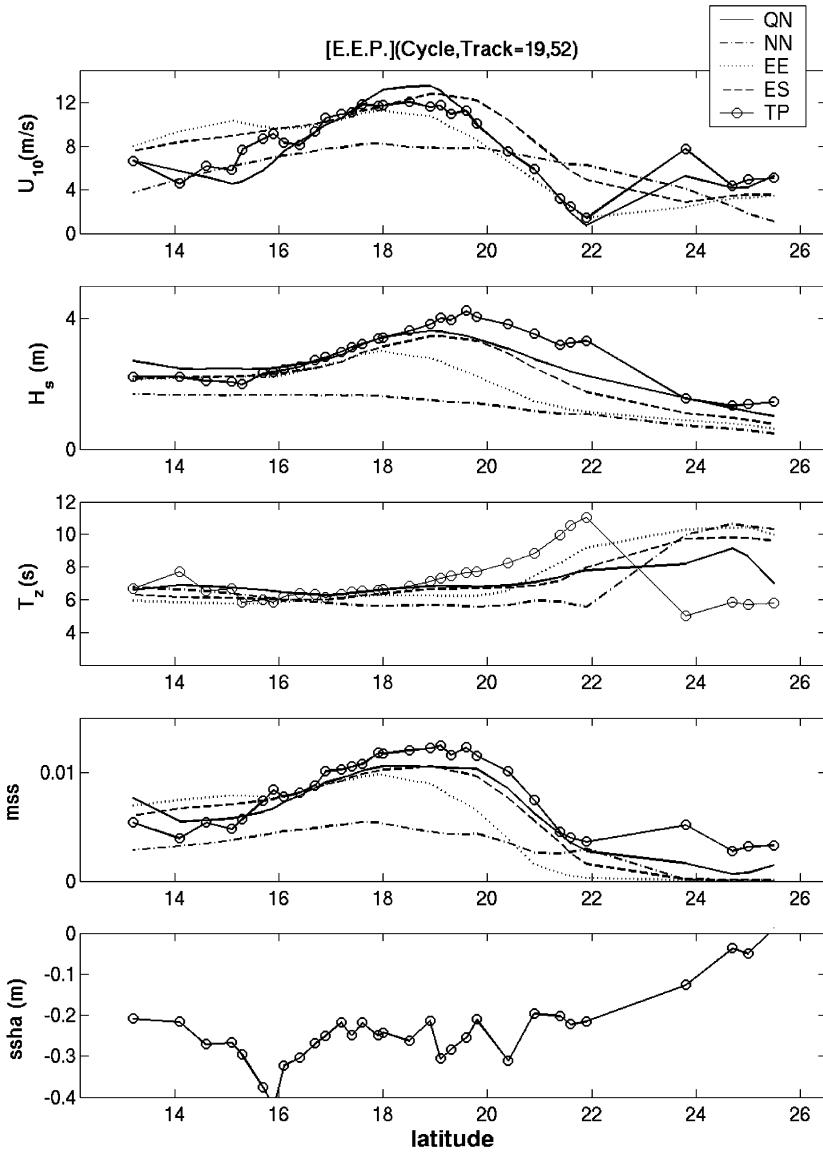 [E.E.P.](Cycle,Track=19,52)
QN
NN
EE
ES
TP
U10(m/s)
12
8
4
0
14 16 18 20 22 24 26
Hs (m)
4
0
14 16 18 20 22 24 26
Tz(s)
12
10
8
6
4
14 16 18 20 22 24 26
mss
0.01
0
14 16 18 20 22 24 26
ssha (m)
0
-0.1
-0.2
-0.3
-0.4
14 16 18 20 22 24 26
latitude